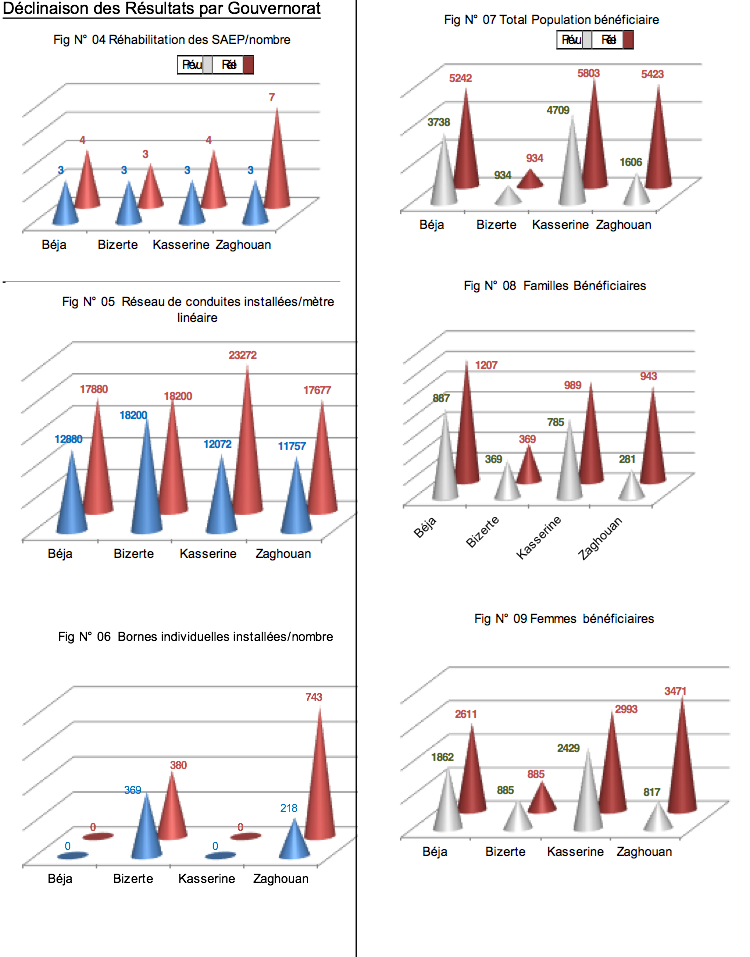 Déclinaison des Résultats par Gouvernorat
Fig N° 04 Réhabilitation des SAEP/nombre
Prévu Réel
7
4
3
4
3
3
3
3
Béja Bizerte Kasserine Zaghouan
Fig N° 05 Réseau de conduites installées/mètre
linéaire
23272
17880
18200
18200
17677
12880
12072
11757
Béja Bizerte Kasserine Zaghouan
Fig N° 06 Bornes individuelles installées/nombre
743
380
369
218
0
0
0
0
Béja Bizerte Kasserine Zaghouan
Fig N° 07 Total Population bénéficiaire
Prévu Réel
5242
5803
5423
3738
4709
934
934
1606
Béja Bizerte Kasserine Zaghouan
Fig N° 08 Familles Bénéficiaires
1207
989
943
887
785
369
369
281
Béja
Bizerte
Kasserine
Zaghouan
Fig N° 09 Femmes bénéficiaires
3471
2611
2993
1862
2429
885
885
817
Béja Bizerte Kasserine Zaghouan